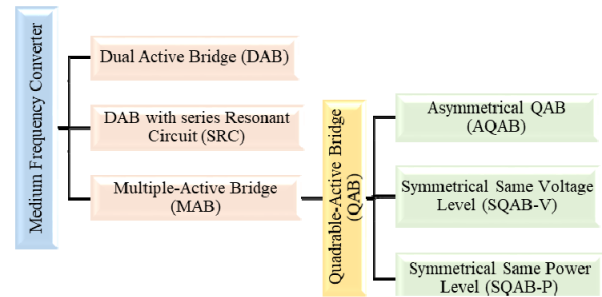 Medium Frequency Converter
Dual Active Bridge (DAB)
DAB with series Resonant
Circuit (SRC)
Multiple-Active Bridge
(MAB)
Quadrable-Active Bridge
(QAB)
Asymmetrical QAB
(AQAB)
Symmetrical Same Voltage
Level (SQAB-V)
Symmetrical Same Power
Level (SQAB-P)